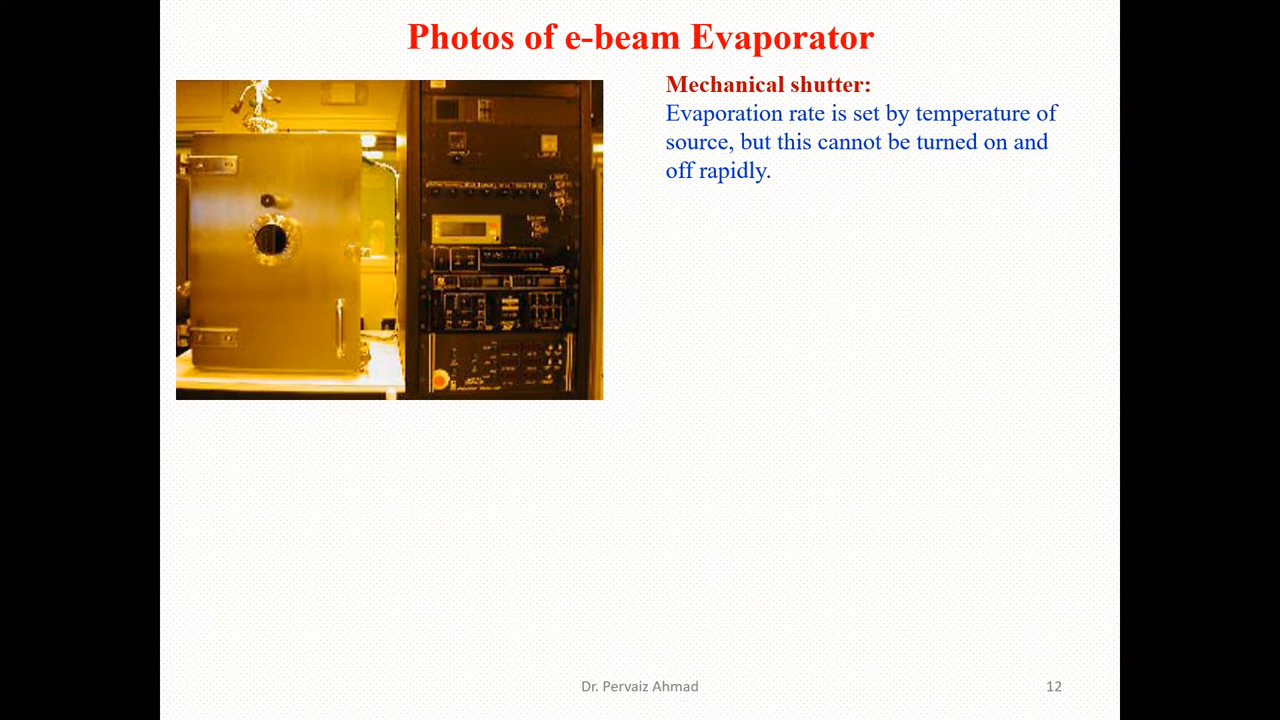 Photos of e-beam Evaporator
Mechanical shutter:
Evaporation rate is set by temperature of
source, but this cannot be turned on and
off rapidly.
Dr. Pervaiz Ahmad
12